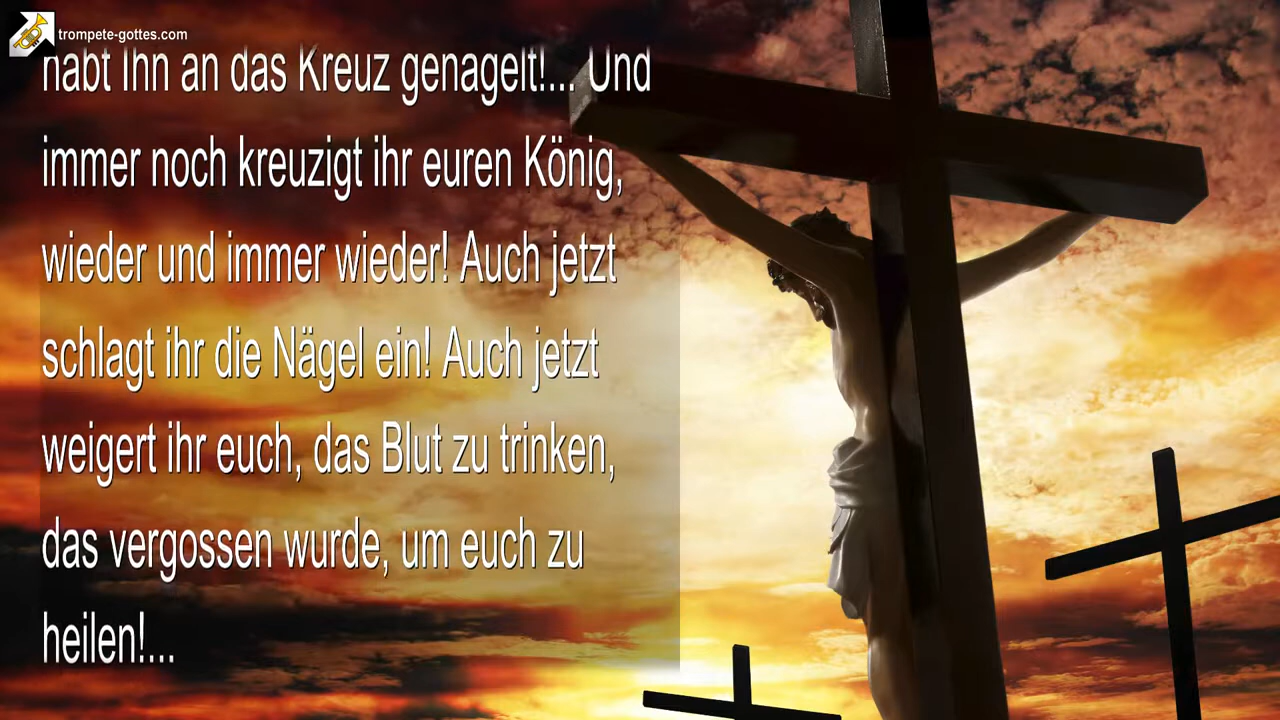 trompete-gottes.com
habt Ihn an das Kreuz genagelt!... Und
immer noch kreuzigt ihr euren König,
wieder und immer wieder! Auch jetzt
schlagt ihr die Nägel ein! Auch jetzt
weigert ihr euch, das Blut zu trinken,
das vergossen wurde, um euch zu
heilen!...